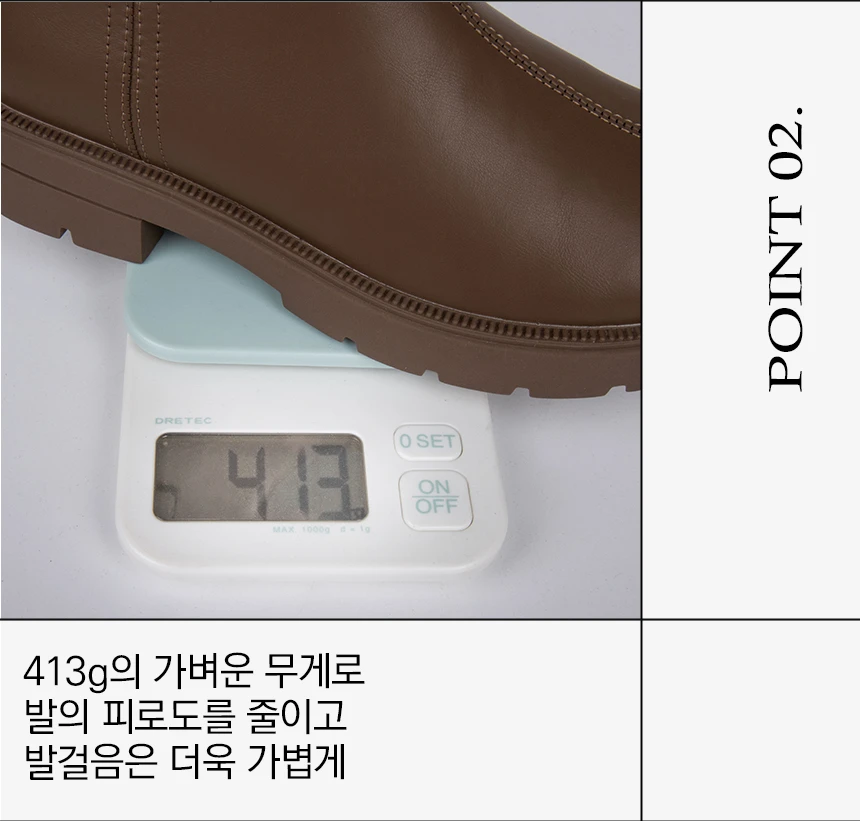 POINT 02.
DRETEC
413g
0 SET
ON
OFF
MAX 1000g d = 1g
413g의 가벼운 무게로
발의 피로도를 줄이고
발걸음은 더욱 가볍게